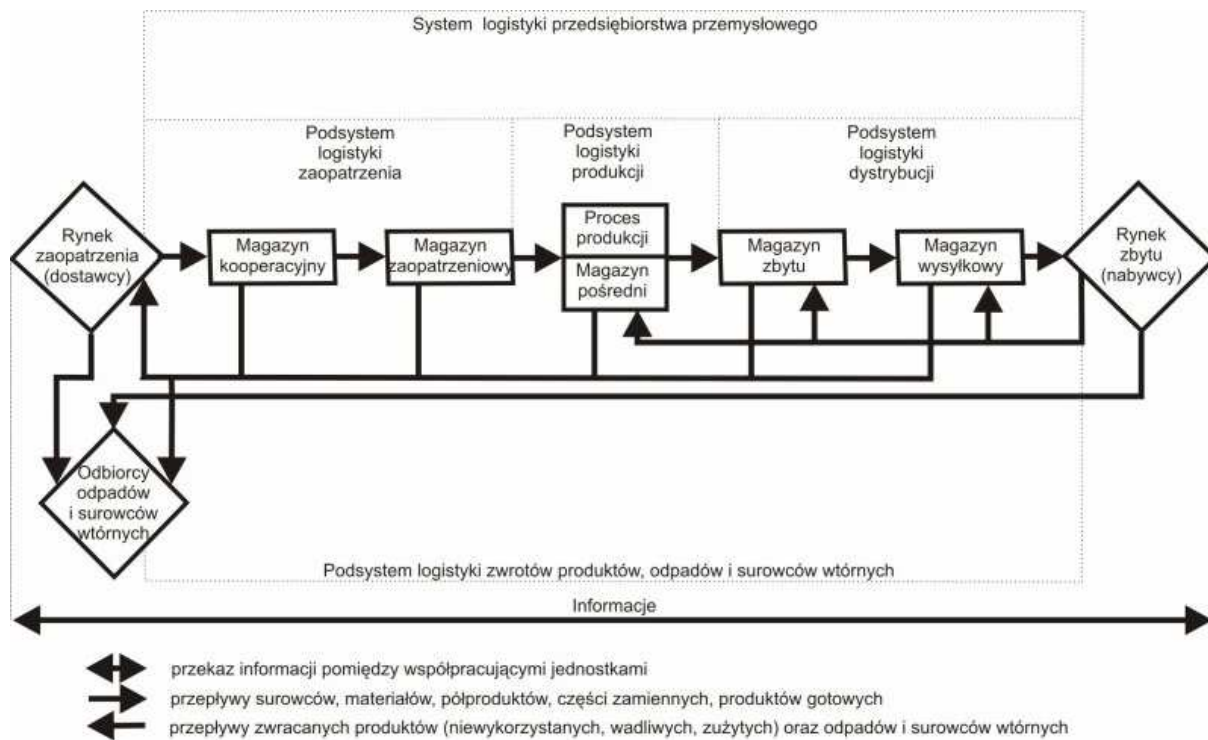 System logistyki przedsiębiorstwa przemysłowego
Podsystem
logistyki
zaopatrzenia
Podsystem
logistyki
produkcji
Podsystem
logistyki
dystrybucji
Rynek
zaopatrzenia
(dostawcy)
Magazyn
kooperacyjny
Magazyn
zaopatrzeniowy
Proces
produkcji
Magazyn
pośredni
Magazyn
zbytu
Magazyn
wysyłkowy
Rynek
zbytu
(nabywcy)
Odbiorcy
odpadów
i surowców
wtórnych
Podsystem logistyki zwrotów produktów, odpadów i surowców wtórnych
Informacje
przekaz informacji pomiędzy współpracującymi jednostkami
przepływy surowców, materiałów, półproduktów, części zamiennych, produktów gotowych
przepływy zwracanych produktów (niewykorzystanych, wadliwych, zużytych) oraz odpadów i surowców wtórnych